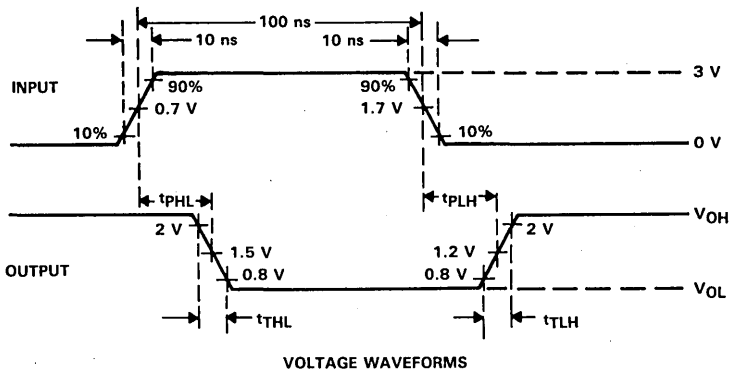 100 ns
10 ns
10 ns
INPUT
90%
90%
3 V
0.7 V
1.7 V
10%
10%
0 V
tPHL
tPLH
VOH
2 V
2 V
OUTPUT
1.5 V
1.2 V
0.8 V
0.8 V
VOL
tTHL
tTLH
VOLTAGE WAVEFORMS